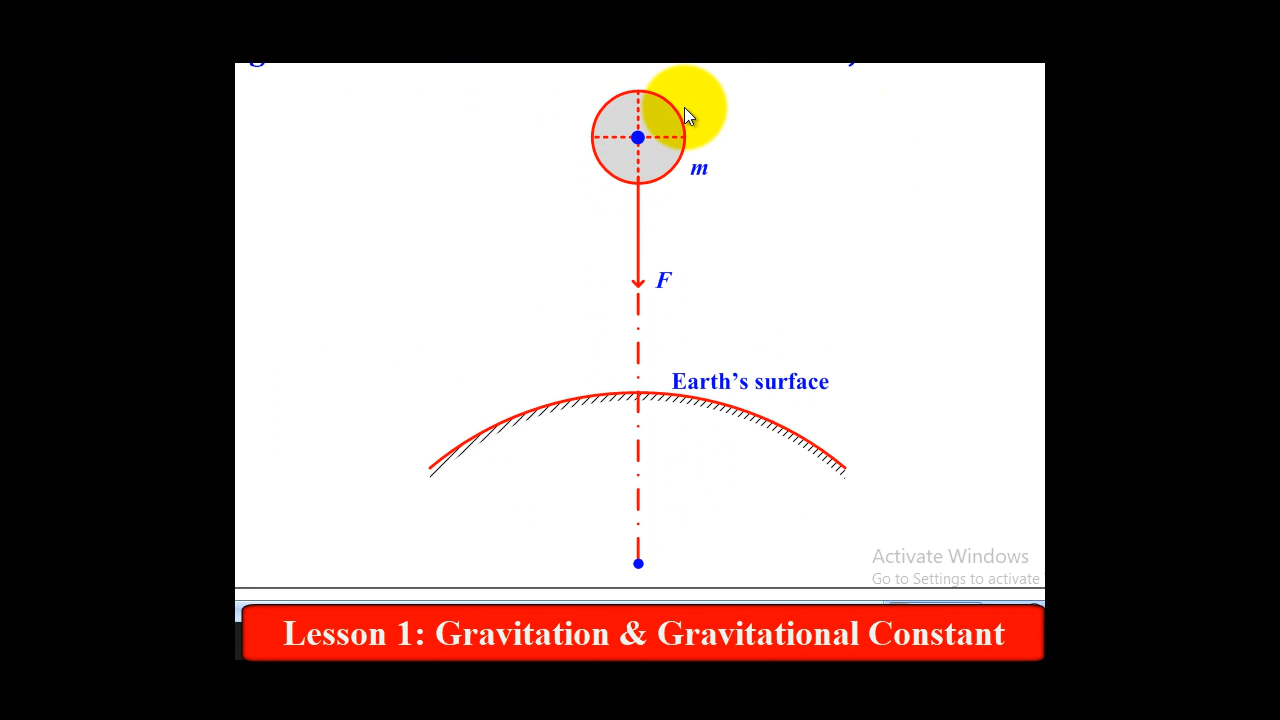 m
F
Earth’s surface
Activate Windows
Go to Settings to activate
Lesson 1: Gravitation & Gravitational Constant